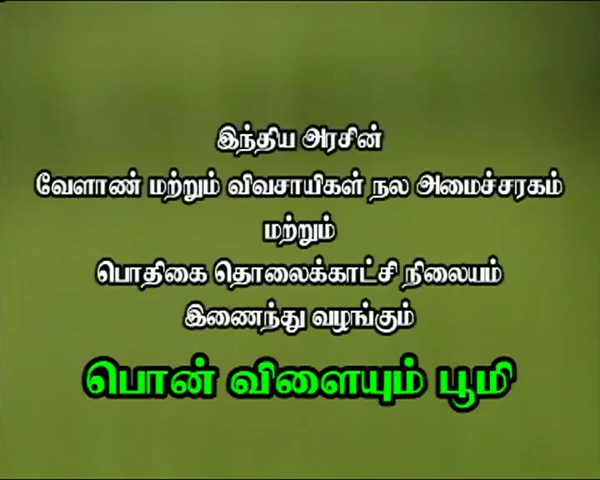 இந்திய அரசின்
வேளாண் மற்றும் விவசாயிகள் நல அமைச்சரகம்
மற்றும்
பொதிகை தொலைக்காட்சி நிலையம்
இணைந்து வழங்கும்
பொன் விளையும் பூமி